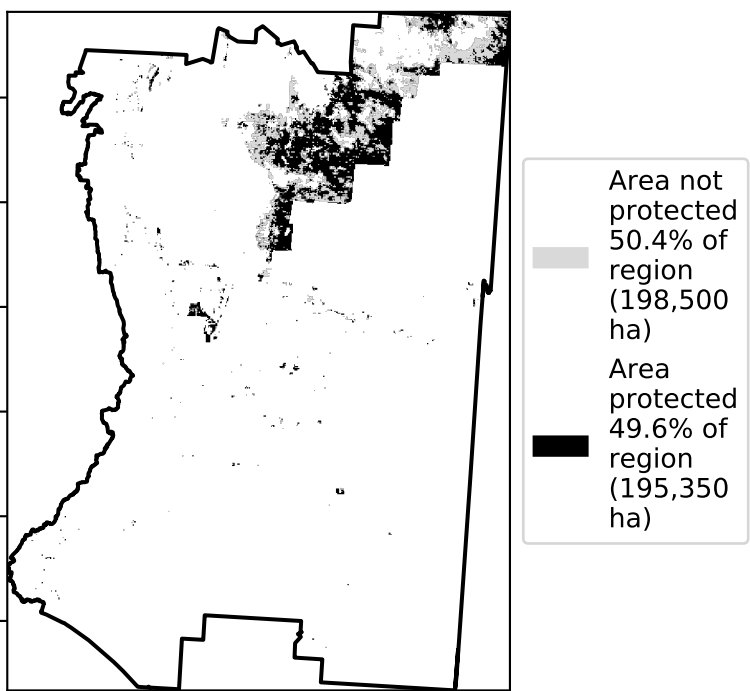 Area not
protected
50.4% of
region
(198,500
ha)
Area
protected
49.6% of
region
(195,350
ha)